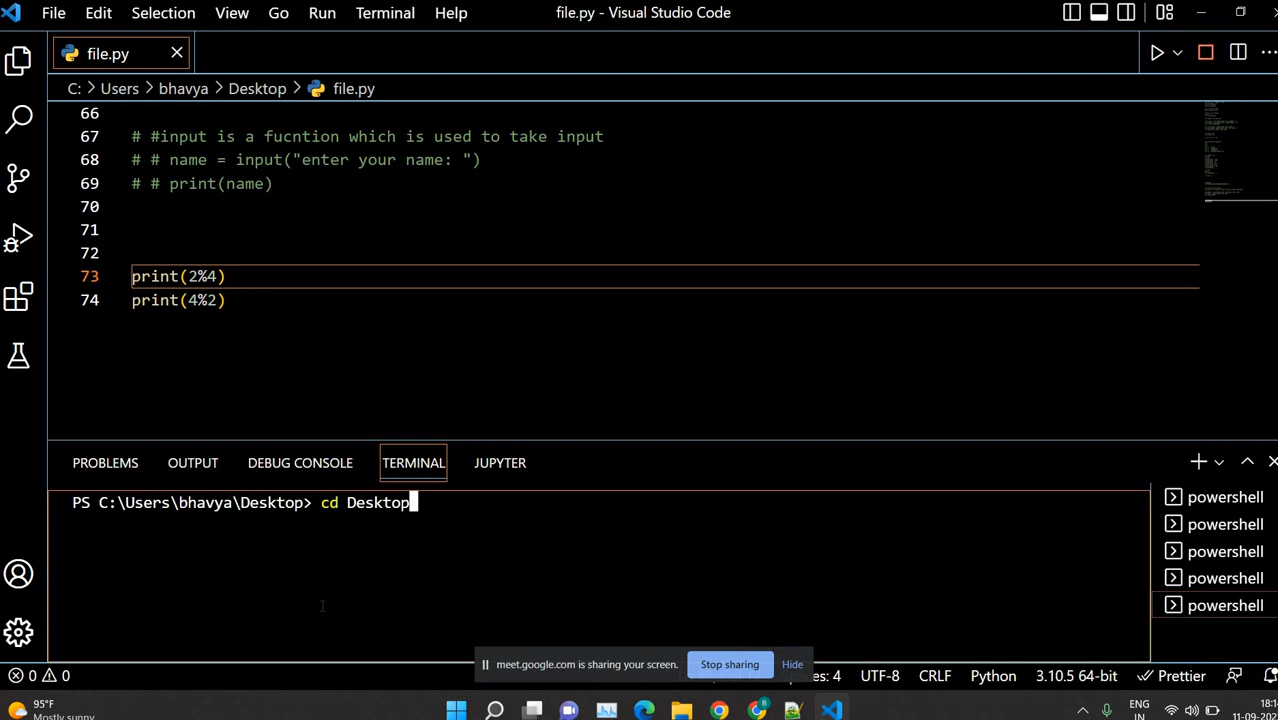 File Edit Selection View Go Run Terminal Help file.py - Visual Studio Code
file.py
C: > Users > bhavya > Desktop > file.py
66
67 # #input is a fucntion which is used to take input
68 # # name = input("enter your name: ")
69 # # print(name)
70
71
72
73 print(2%4)
74 print(4%2)
PROBLEMS OUTPUT DEBUG CONSOLE TERMINAL JUPYTER
PS C:\Users\bhavya\Desktop> cd Desktop
powershell
powershell
powershell
powershell
powershell
meet.google.com is sharing your screen. Stop sharing Hide
0 0 Spaces: 4 UTF-8 CRLF Python 3.10.5 64-bit Prettier
95°F
Mostly sunny
ENG
IN